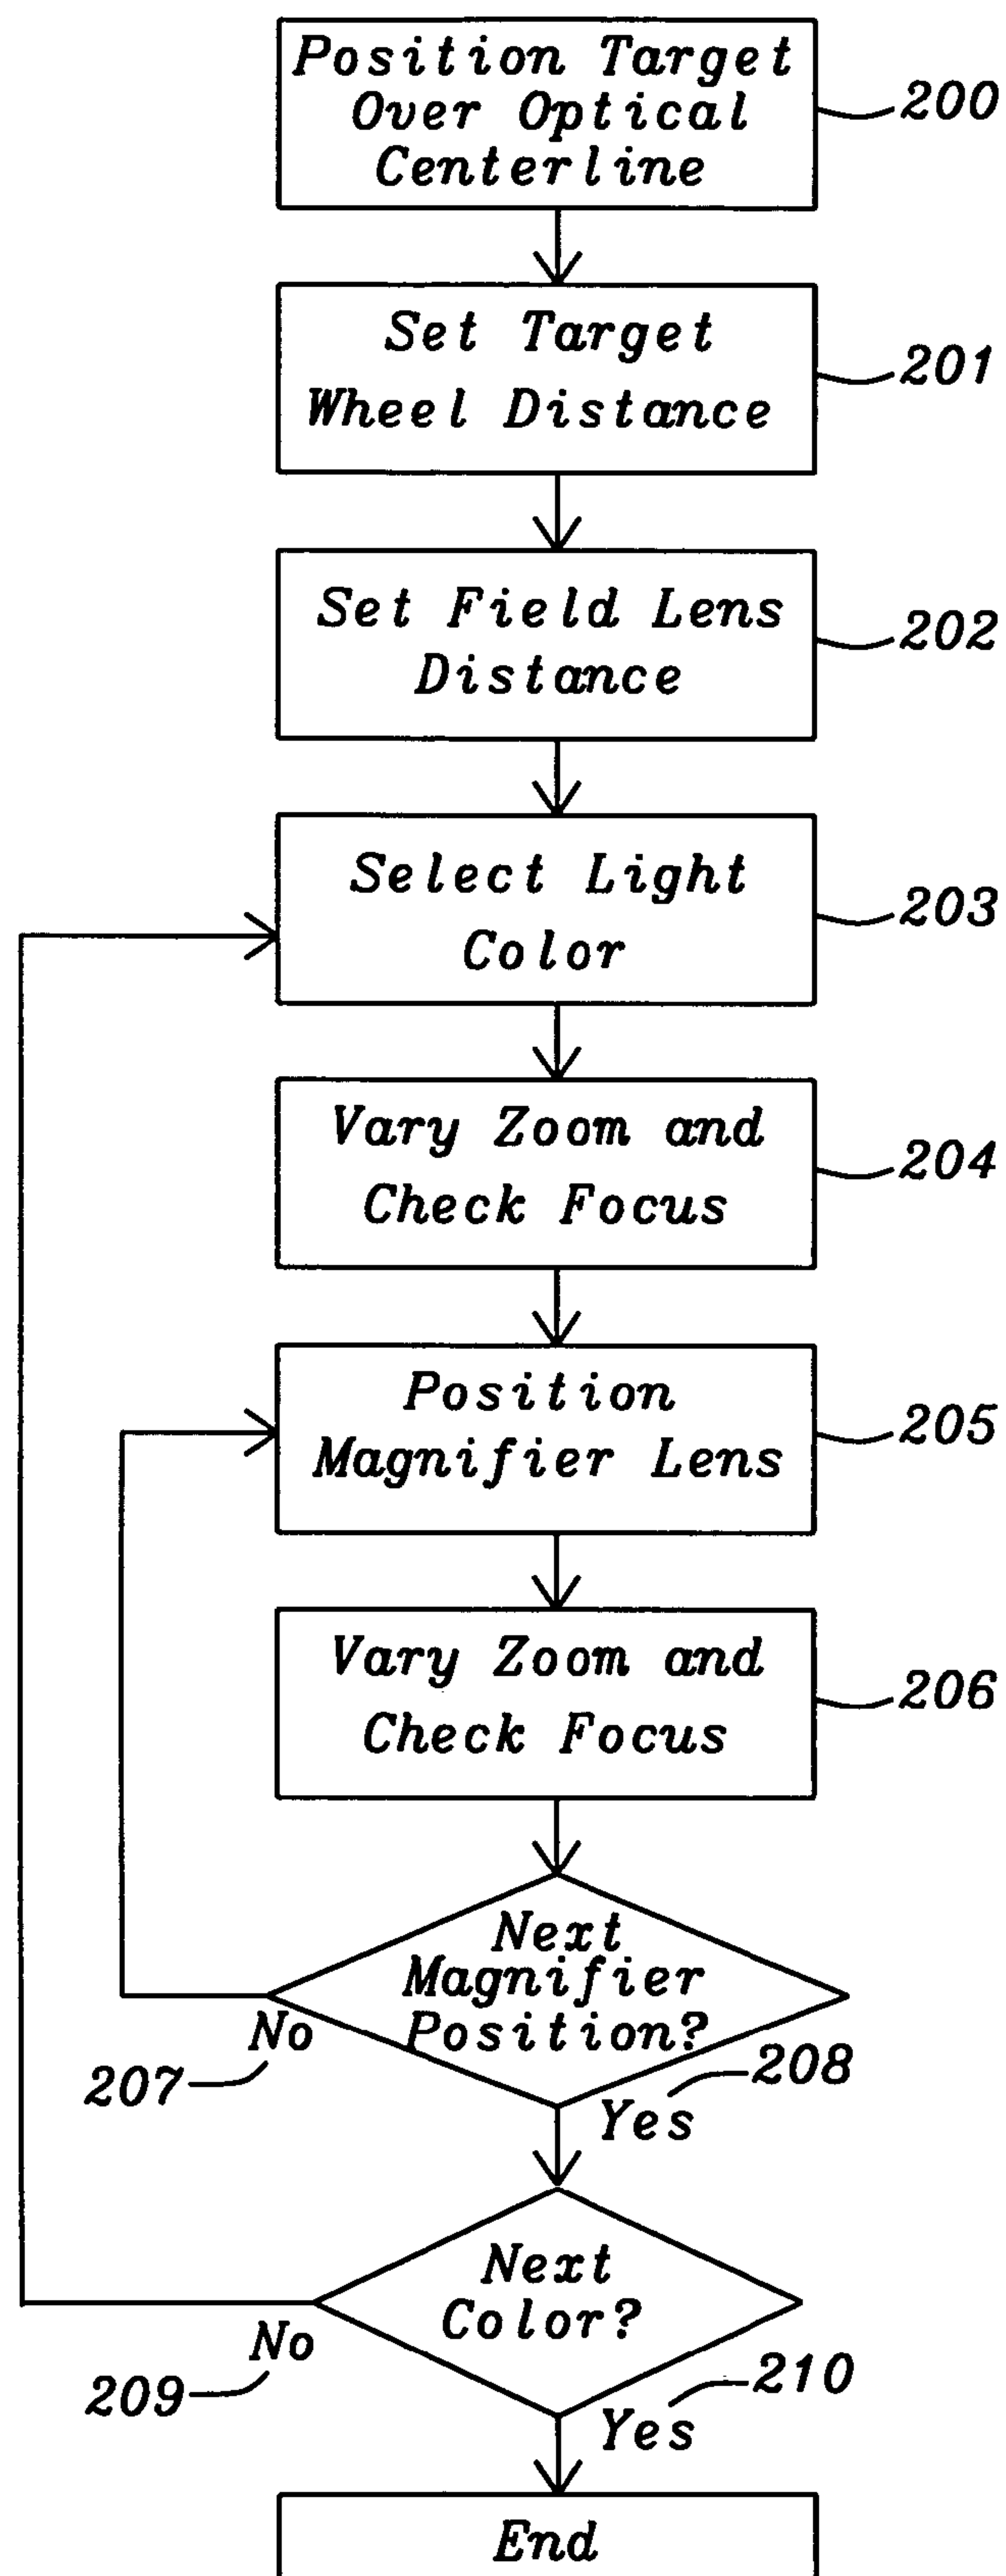 Position Target
Over Optical
Centerline
200
Set Target
Wheel Distance
201
Set Field Lens
Distance
202
Select Light
Color
203
Vary Zoom and
Check Focus
204
Position
Magnifier Lens
205
Vary Zoom and
Check Focus
206
Next
Magnifier
Position?
No
207
208
Yes
Next
Color?
No
209
210
Yes
End